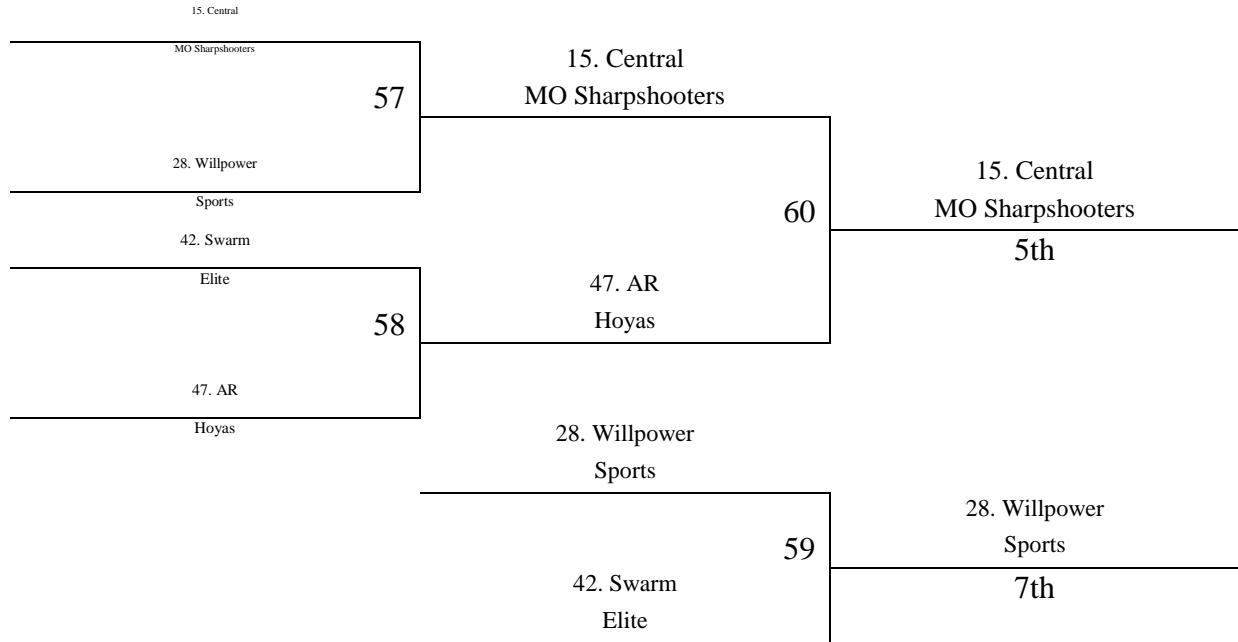 15. Central
MO Sharpshooters
57
28. Willpower
Sports
42. Swarm
Elite
58
47. AR
Hoyas
15. Central
MO Sharpshooters
60
47. AR
Hoyas
15. Central
MO Sharpshooters
5th
28. Willpower
Sports
59
42. Swarm
Elite
28. Willpower
Sports
7th